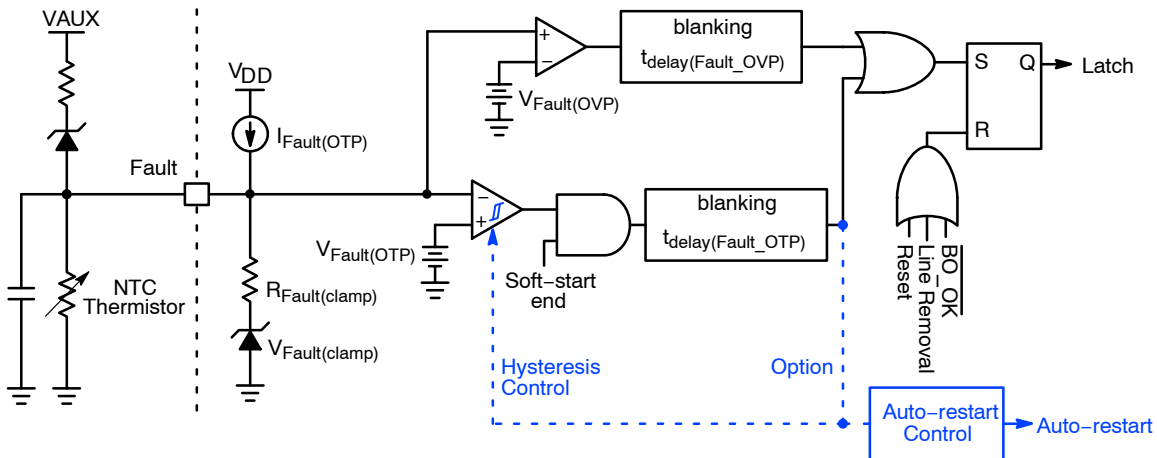 VAUX
VDD
IFault(OTP)
Fault
NTC
Thermistor
RFault(clamp)
VFault(clamp)
+
−
VFault(OVP)
blanking
tdelay(Fault_OVP)
−
+
VFault(OTP)
Soft−start
end
blanking
tdelay(Fault_OTP)
S
Q
R
Latch
Reset
Line Removal
BO_OK
Hysteresis
Control
Option
Auto−restart
Control
Auto−restart